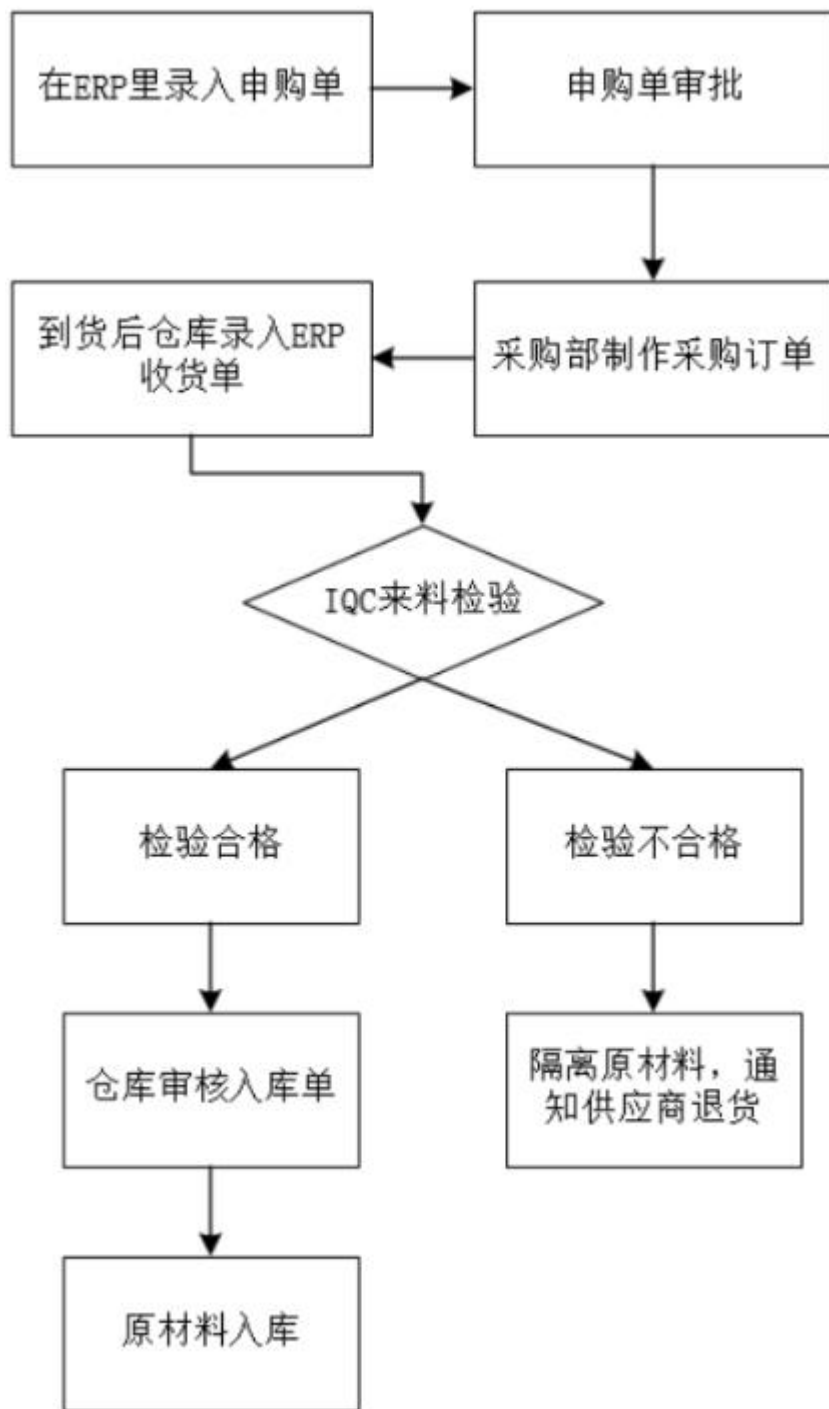 在ERP里录入申购单
申购单审批
到货后仓库录入ERP
收货单
采购部制作采购订单
IQC来料检验
检验合格
检验不合格
仓库审核入库单
隔离原材料，通
知供应商退货
原材料入库